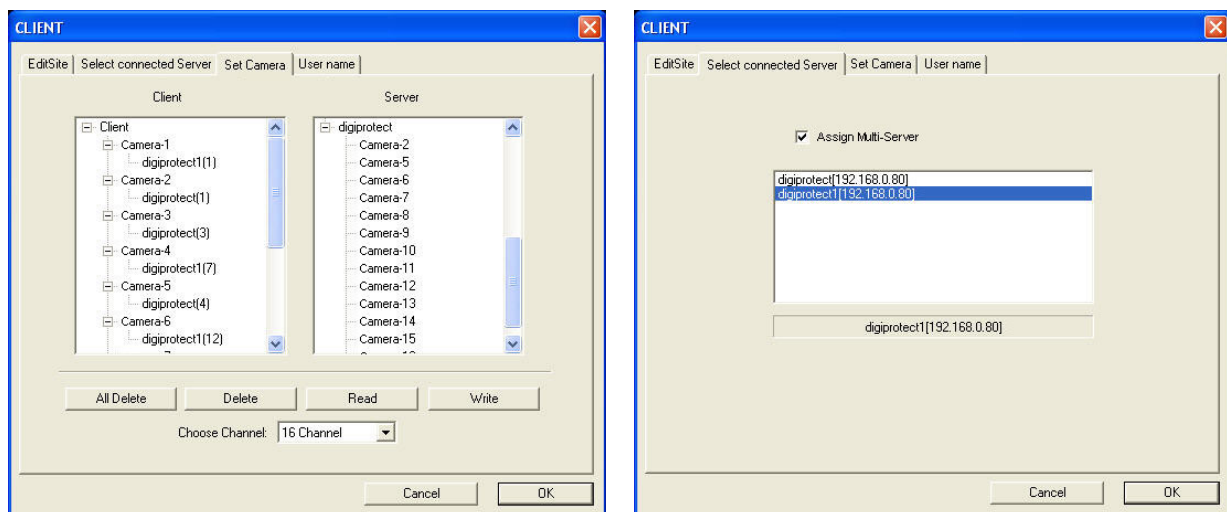 CLIENT
EditSite Select connected Server Set Camera User name
Client Server
Client
Camera-1
digiprotect1(1)
Camera-2
digiprotect(1)
Camera-3
digiprotect(3)
Camera-4
digiprotect1(7)
Camera-5
digiprotect(4)
Camera-6
digiprotect1(12)
digiprotect
Camera-2
Camera-5
Camera-6
Camera-7
Camera-8
Camera-9
Camera-10
Camera-11
Camera-12
Camera-13
Camera-14
Camera-15
All Delete Delete Read Write
Choose Channel: 16 Channel
Cancel OK
CLIENT
EditSite Select connected Server Set Camera User name
Assign Multi-Server
digiprotect[192.168.0.80]
digiprotect1[192.168.0.80]
digiprotect1[192.168.0.80]
Cancel OK